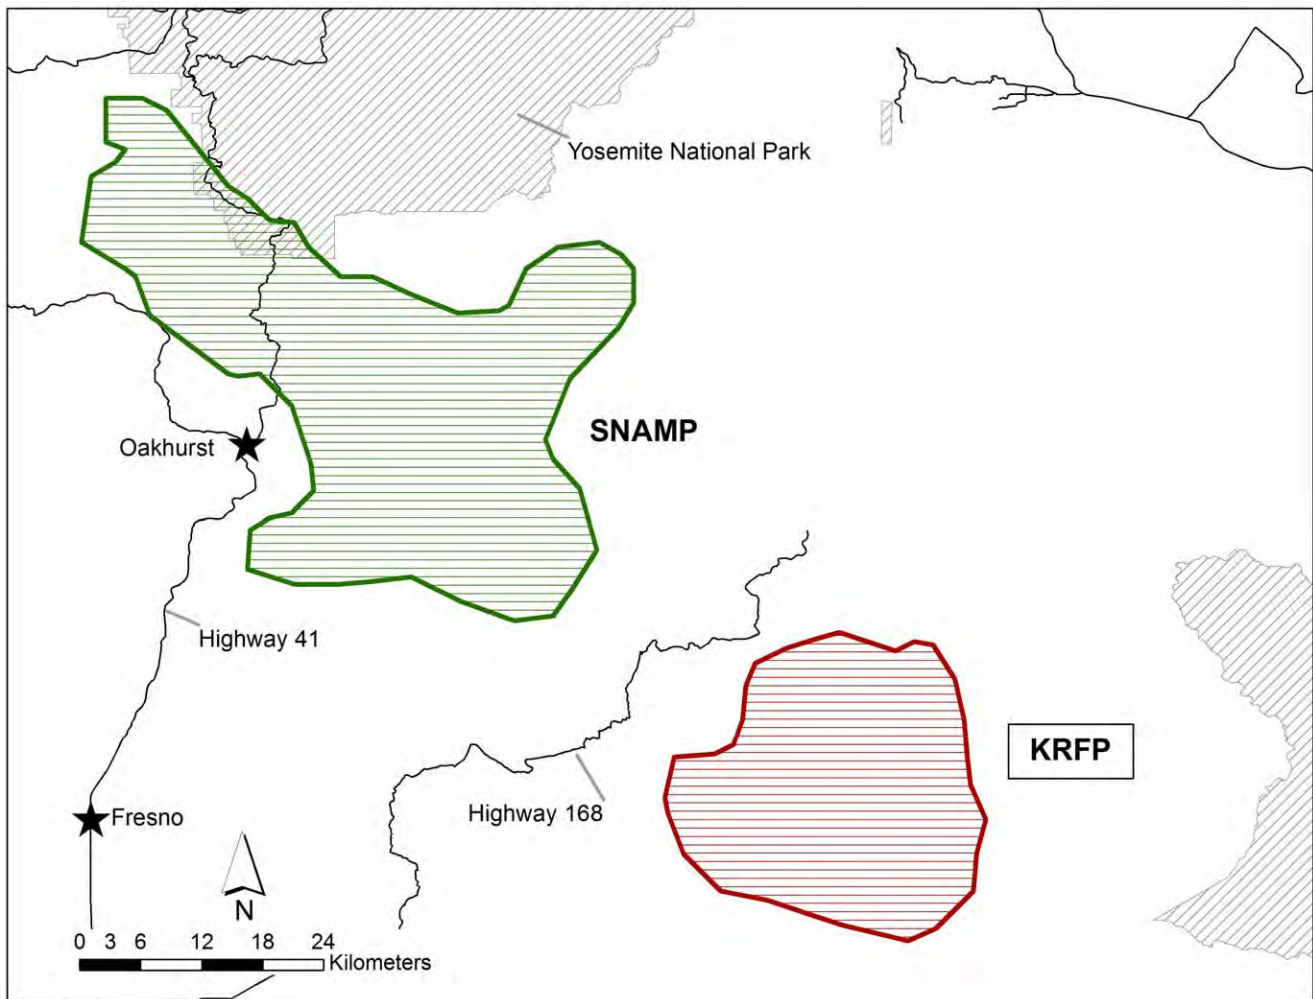 Yosemite National Park
SNAMP
Oakhurst
Highway 41
KRFP
Highway 168
Fresno
N
0 3 6 12 18 24
Kilometers